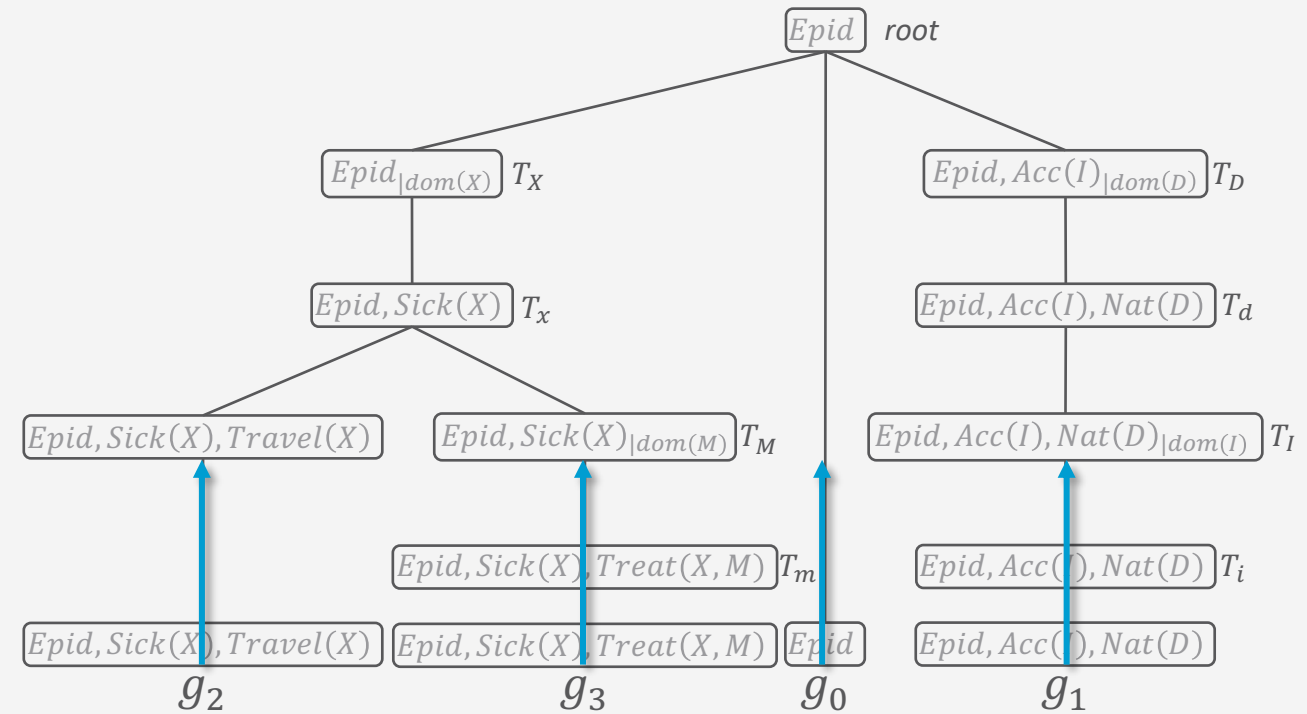 Epid root
Epid_{|dom(X)} T_X Epid, Acc(I)_{|dom(D)} T_D
Epid, Sick(X) T_x Epid, Acc(I), Nat(D) T_d
Epid, Sick(X), Travel(X) Epid, Sick(X)_{|dom(M)} T_M Epid, Acc(I), Nat(D)_{|dom(I)} T_I
Epid, Sick(X), Treat(X, M) T_m Epid, Acc(I), Nat(D) T_i
Epid, Sick(X), Travel(X) Epid, Sick(X), Treat(X, M) Epid Epid, Acc(I), Nat(D)
g_2 g_3 g_0 g_1